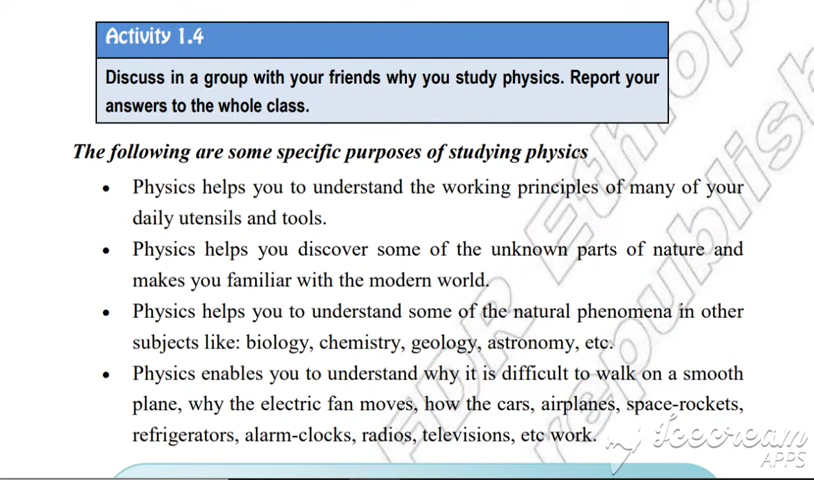 Activity 1.4
Discuss in a group with your friends why you study physics. Report your
answers to the whole class.
The following are some specific purposes of studying physics
• Physics helps you to understand the working principles of many of your
daily utensils and tools.
• Physics helps you discover some of the unknown parts of nature and
makes you familiar with the modern world.
• Physics helps you to understand some of the natural phenomena in other
subjects like: biology, chemistry, geology, astronomy, etc.
• Physics enables you to understand why it is difficult to walk on a smooth
plane, why the electric fan moves, how the cars, airplanes, space-rockets,
refrigerators, alarm-clocks, radios, televisions, etc work.
FDR Ethiop
republish
Icecream
APPS